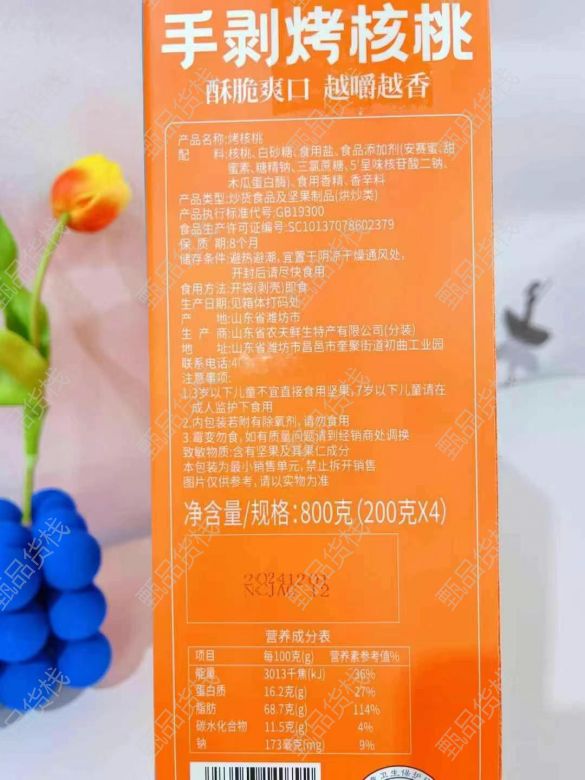 手剥烤核桃
酥脆爽口 越嚼越香
产品名称:烤核桃
配 料:核桃、白砂糖、食用盐、食品添加剂(安赛蜜、甜
蜜素、糖精钠、三氯蔗糖、5'呈味核苷酸二钠、
木瓜蛋白酶)、食用香精、香辛料
产品类型:炒货食品及坚果制品(烘炒类)
产品执行标准代号:GB19300
食品生产许可证编号:SC10137078602379
保 质 期:8个月
储存条件:避热避潮,宜置于阴凉干燥通风处,
开封后请尽快食用
食用方法:开袋(剥壳)即食
生产日期:见箱体打码处
产 地:山东省潍坊市
生 产 商:山东省农夫鲜生特产有限公司(分装)
地 址:山东省潍坊市昌邑市奎聚街道初曲工业园
联系电话:4
注意事项:
1.3岁以下儿童不宜直接食用坚果,7岁以下儿童请在
成人监护下食用
2.内包装若附有除氧剂,请勿食用
3.霉变勿食,如有质量问题请到经销商处调换
致敏物质:含有坚果及其果仁成分
本包装为最小销售单元,禁止拆开销售
图片仅供参考,请以实物为准
净含量/规格:800克(200克X4)
20241201
NCJAG 12
营养成分表
项目 每100克(g) 营养素参考值%
能量 3013千焦(kJ) 36%
蛋白质 16.2克(g) 27%
脂肪 68.7克(g) 114%
碳水化合物 11.5克(g) 4%
钠 173毫克(mg) 9%
甄品货栈